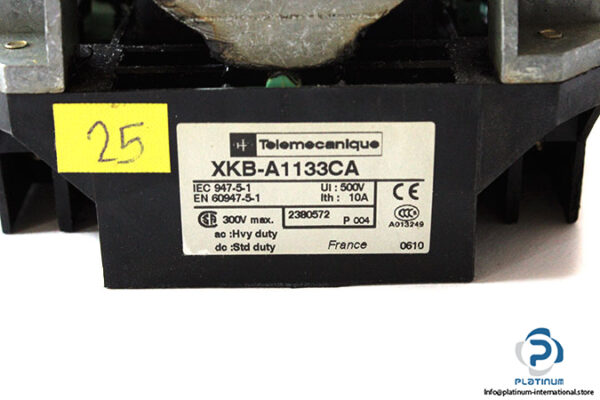 25
Telemecanique
XKB-A1133CA
IEC 947-5-1 Ui : 500V
EN 60947-5-1 Ith : 10A
300V max. 2380572 P 004
ac :Hvy duty
dc :Std duty
France
CE
CCC
A013249
0610
PLATINUM
Info@platinum-international.store